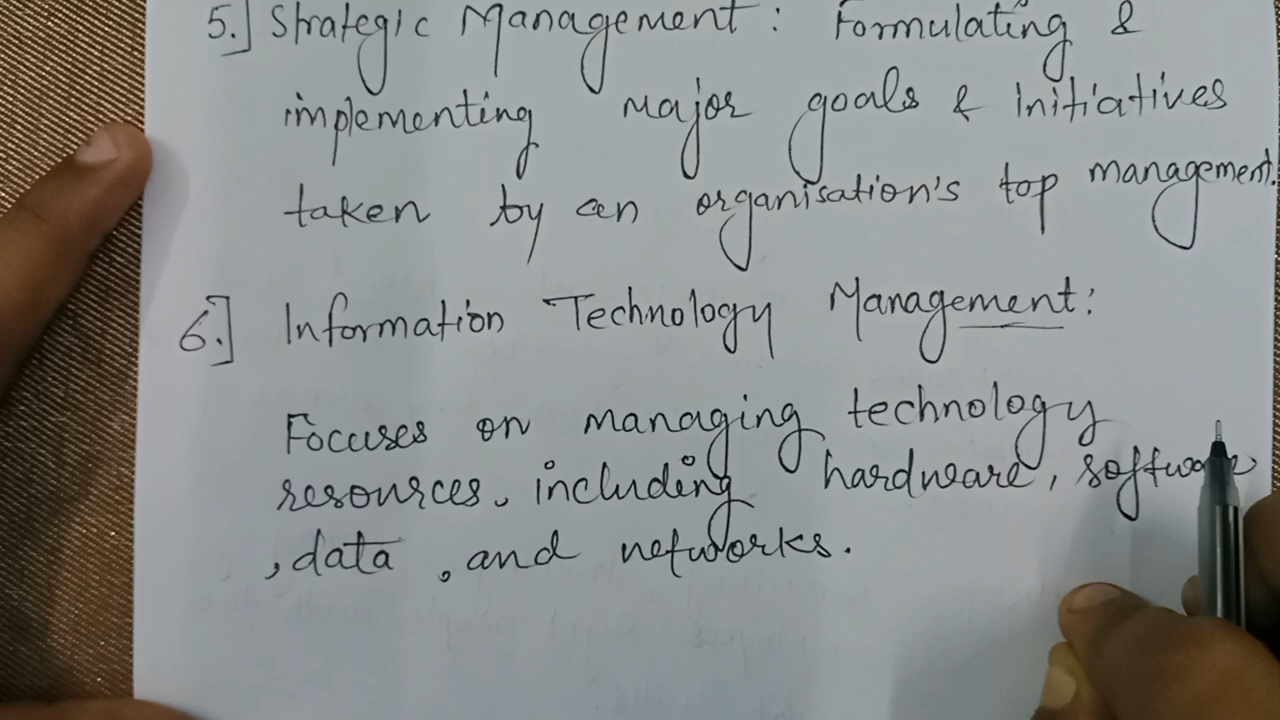 5.] Strategic Management: Formulating &
implementing major goals & initiatives
taken by an organisation's top management.
6.] Information Technology Management:
Focuses on managing technology
resources, including hardware, software
, data, and networks.